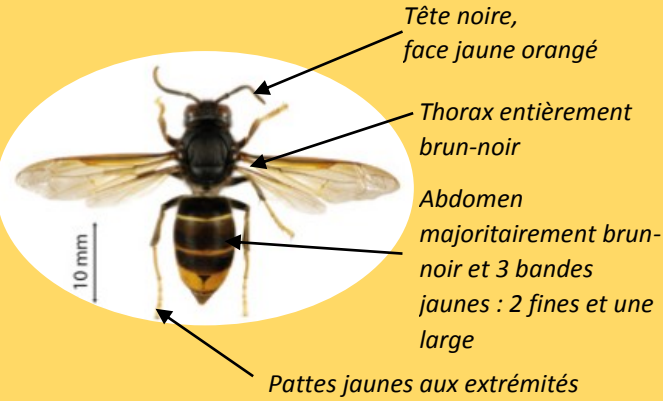 Tête noire,
face jaune orangé
Thorax entièrement
brun-noir
Abdomen
majoritairement brun-
noir et 3 bandes
jaunes : 2 fines et une
large
10 mm
Pattes jaunes aux extrémités